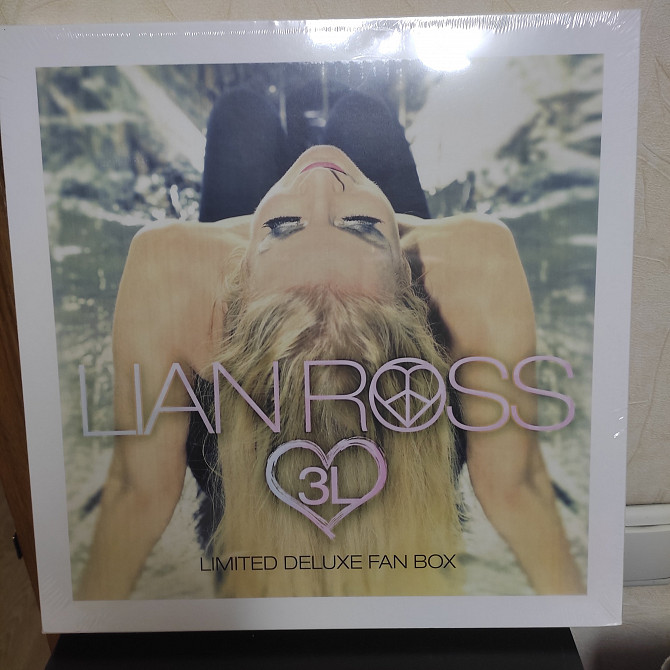 LIAN ROSS
3L
LIMITED DELUXE FAN BOX